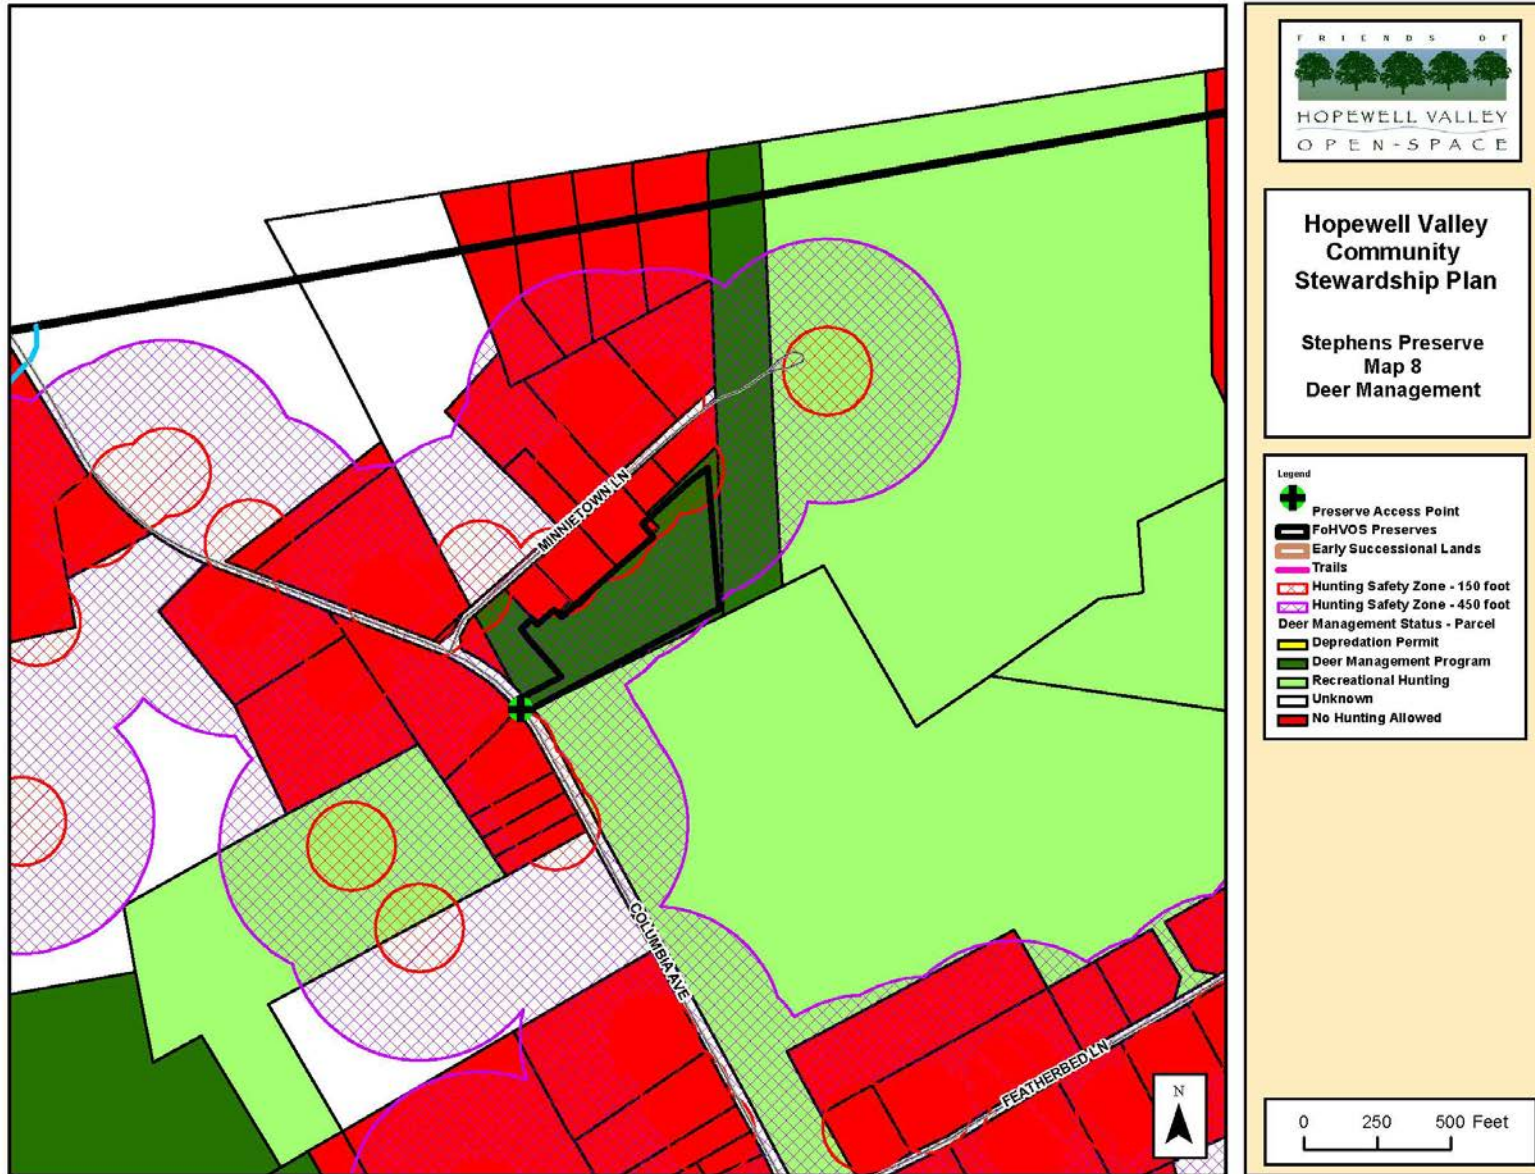 FRIENDS OF
HOPEWELL VALLEY
OPEN-SPACE
Hopewell Valley
Community
Stewardship Plan
Stephens Preserve
Map 8
Deer Management
Legend
Preserve Access Point
FoHVOS Preserves
Early Successional Lands
Trails
Hunting Safety Zone - 150 foot
Hunting Safety Zone - 450 foot
Deer Management Status - Parcel
Depredation Permit
Deer Management Program
Recreational Hunting
Unknown
No Hunting Allowed
MINNIETOWN LN
COLUMBIA AVE
FEATHERBED LN
N
0 250 500 Feet